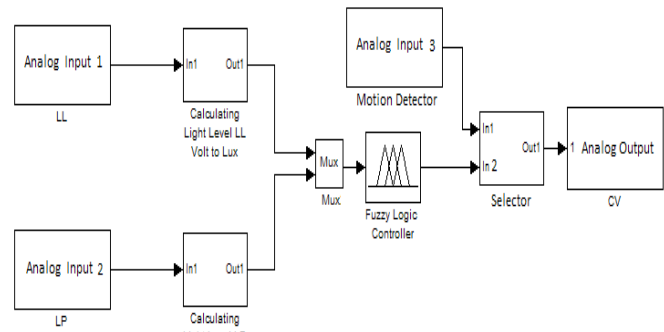 Analog Input 1
LL
In1 Out1
Calculating
Light Level LL
Volt to Lux
Analog Input 3
Motion Detector
Mux
Mux
Fuzzy Logic
Controller
In1
In 2
Out1
Selector
1 Analog Output
CV
Analog Input 2
LP
In1 Out1
Calculating